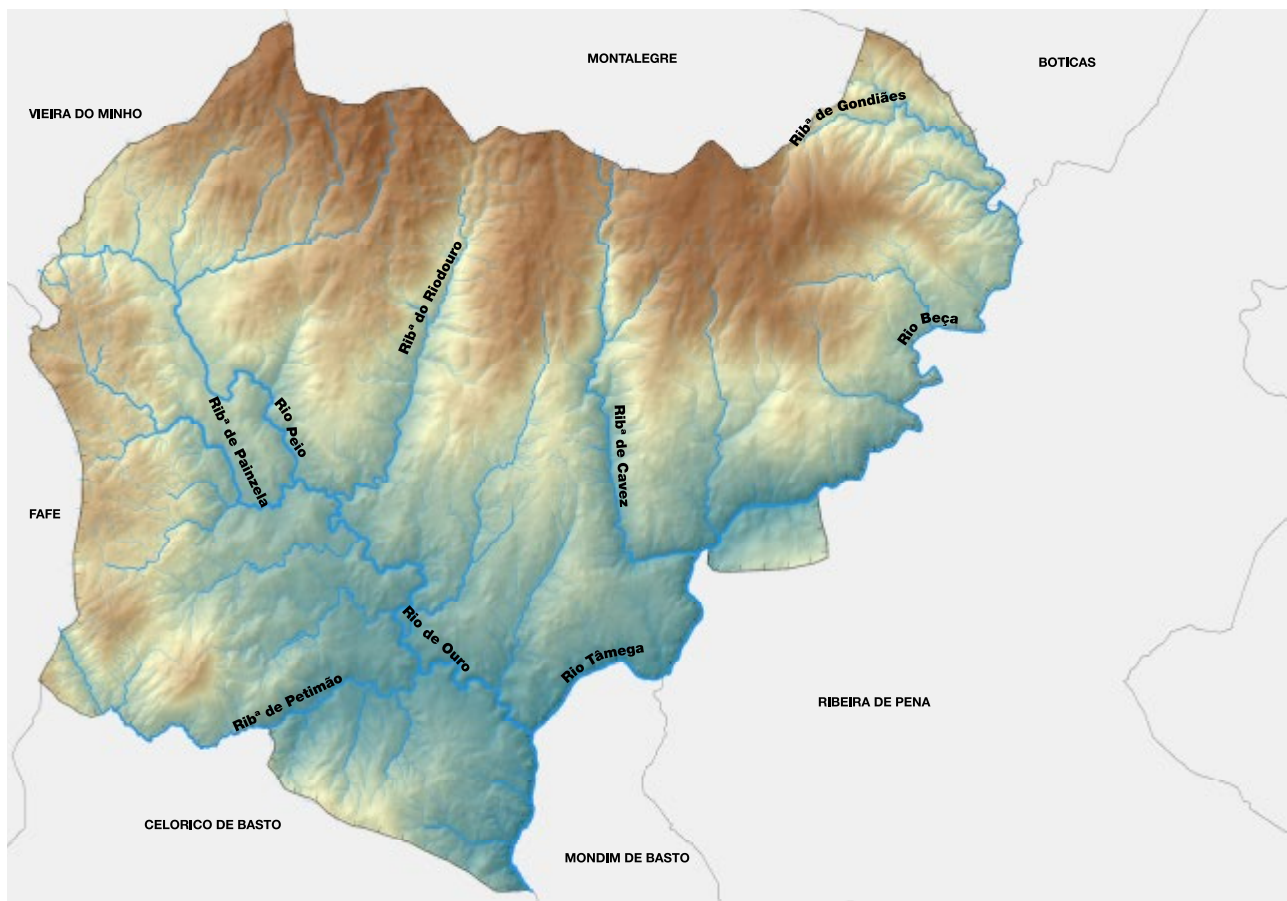 MONTALEGRE
BOTICAS
VIEIRA DO MINHO
Ribª de Gondiães
Ribª do Riodouro
Rio Beça
Ribª de Painzela
Rio Peio
Ribª de Cavez
FAFE
Rio de Ouro
Rio Tâmega
Ribª de Petimão
RIBEIRA DE PENA
CELORICO DE BASTO
MONDIM DE BASTO